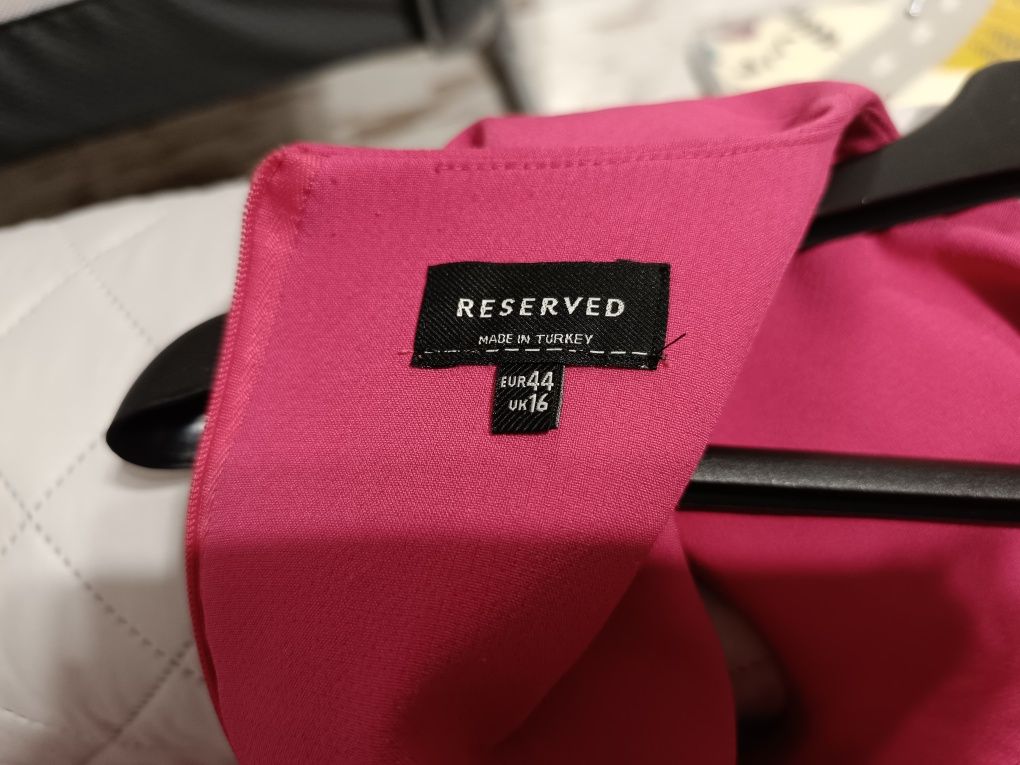 RESERVED
MADE IN TURKEY
EUR44
UK16